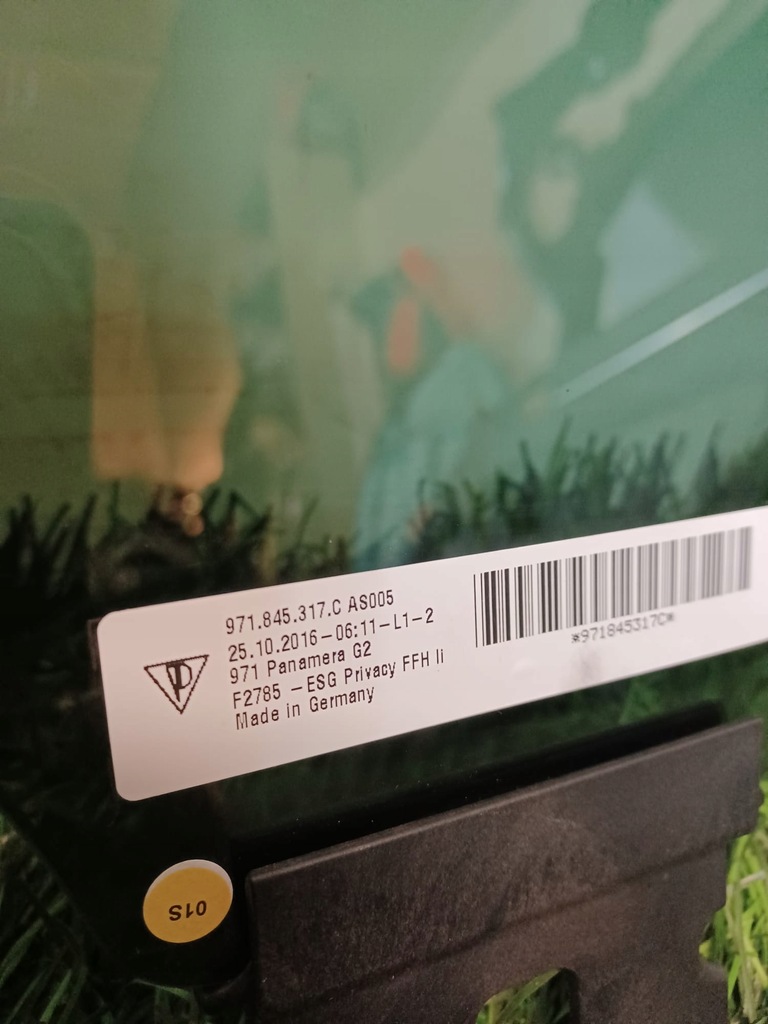 971.845.317.C AS005
25.10.2016-06:11-L1-2
971 Panamera G2
F2785 -ESG Privacy FFH li
Made in Germany
*971845317C*
01S